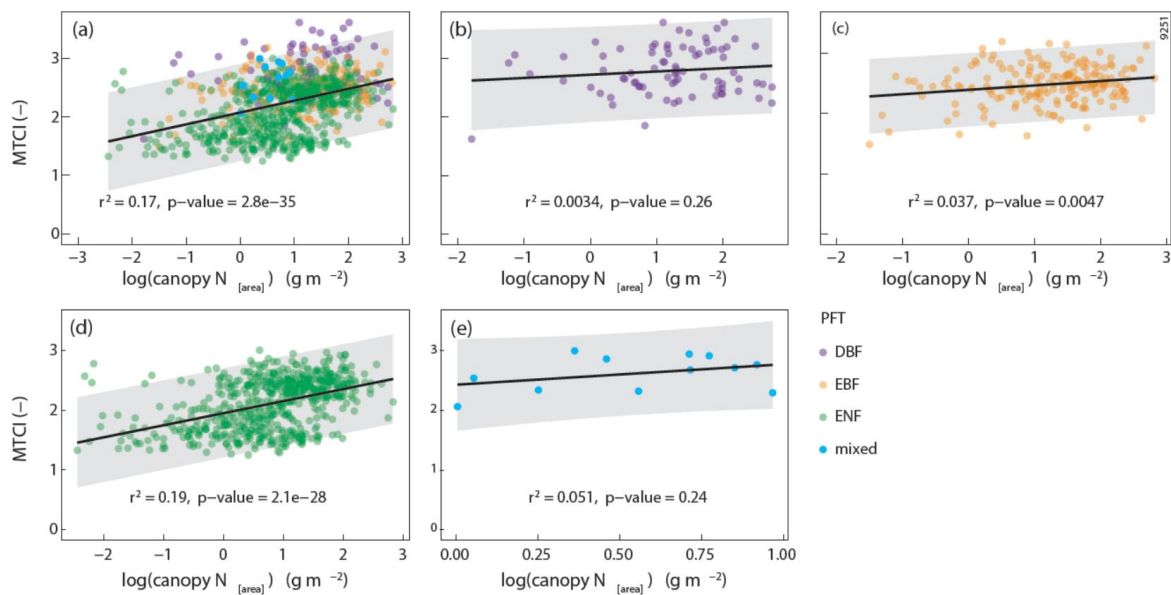 (a)
MTCI (−)
3
2
1
0
r² = 0.17, p−value = 2.8e−35
−3 −2 −1 0 1 2 3
log(canopy N [area]) (g m⁻²)
(b)
r² = 0.0034, p−value = 0.26
−2 −1 0 1 2
log(canopy N [area]) (g m⁻²)
(c)
9251
r² = 0.037, p−value = 0.0047
−2 −1 0 1 2 3
log(canopy N [area]) (g m⁻²)
(d)
MTCI (−)
3
2
1
0
r² = 0.19, p−value = 2.1e−28
−2 −1 0 1 2 3
log(canopy N [area]) (g m⁻²)
(e)
3
2
1
0
r² = 0.051, p−value = 0.24
0.00 0.25 0.50 0.75 1.00
log(canopy N [area]) (g m⁻²)
PFT
DBF
EBF
ENF
mixed